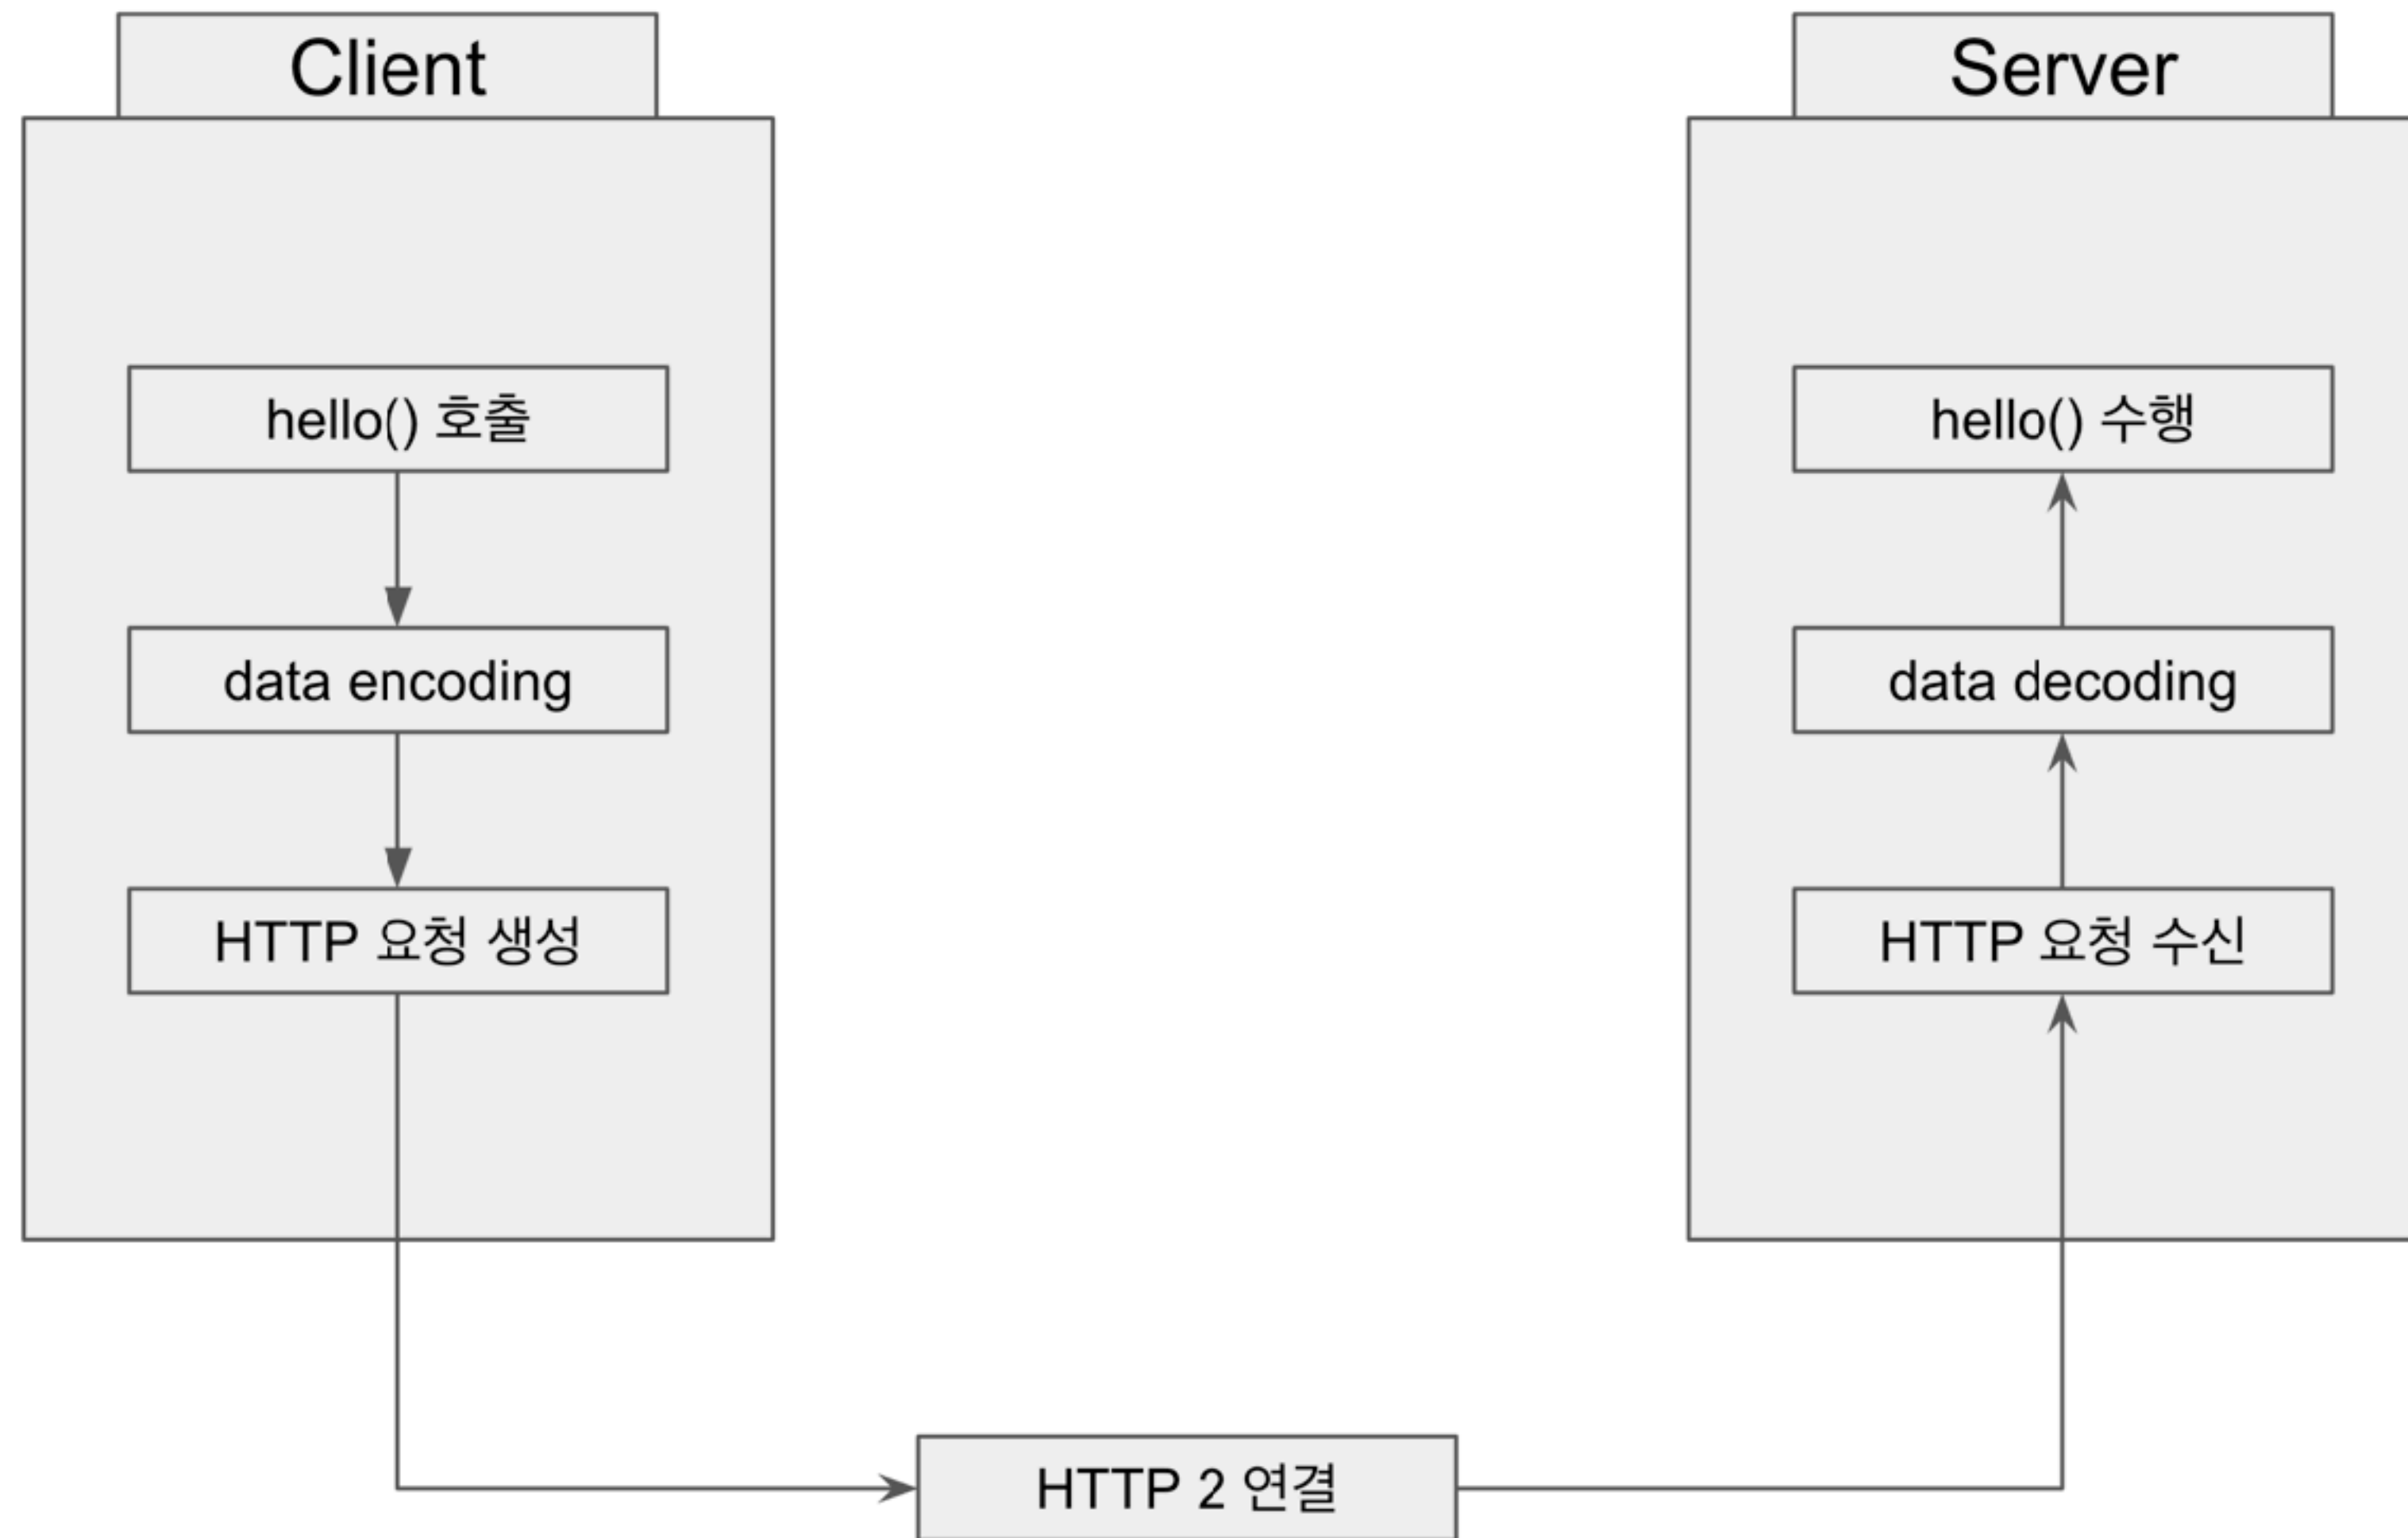 Client
hello() 호출
data encoding
HTTP 요청 생성
HTTP 2 연결
Server
hello() 수행
data decoding
HTTP 요청 수신